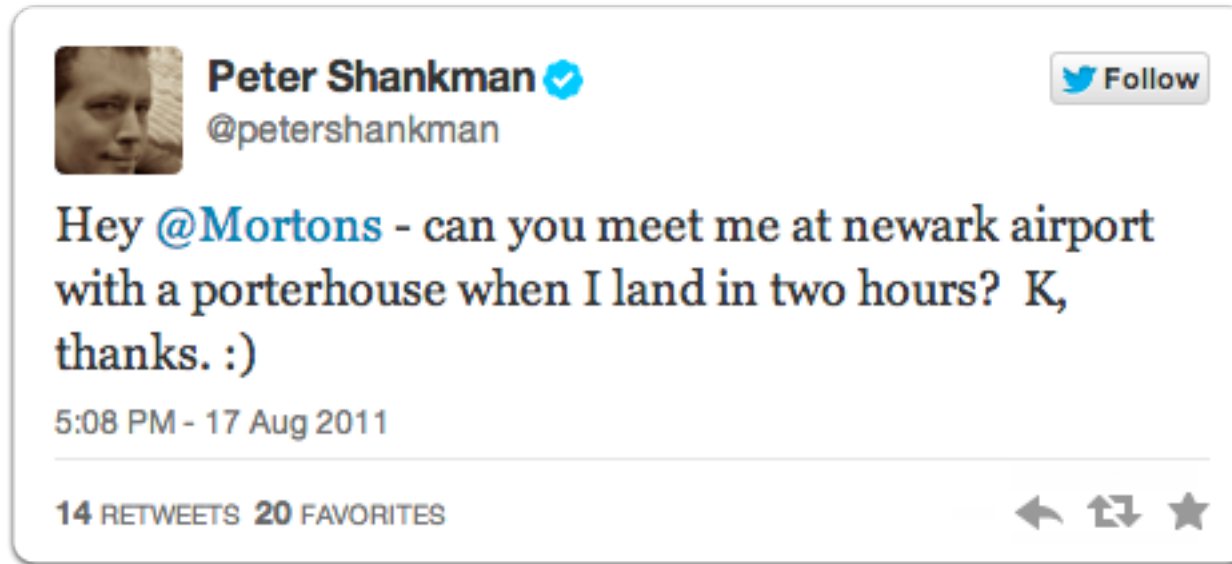 Peter Shankman
Follow
@petershankman
Hey @Mortons - can you meet me at newark airport
with a porterhouse when I land in two hours? K,
thanks. :)
5:08 PM - 17 Aug 2011
14 RETWEETS 20 FAVORITES